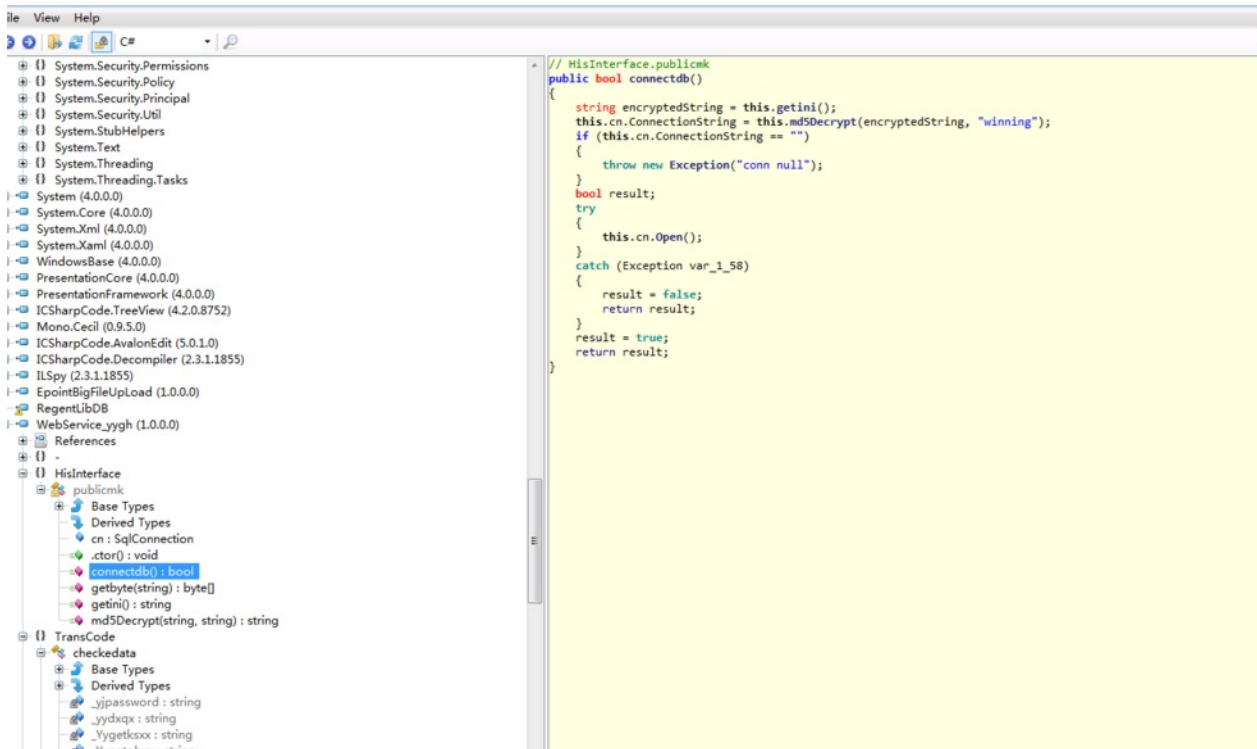 ile View Help
C#
{} System.Security.Permissions
{} System.Security.Policy
{} System.Security.Principal
{} System.Security.Util
{} System.StubHelpers
{} System.Text
{} System.Threading
{} System.Threading.Tasks
System (4.0.0.0)
System.Core (4.0.0.0)
System.Xml (4.0.0.0)
System.Xaml (4.0.0.0)
WindowsBase (4.0.0.0)
PresentationCore (4.0.0.0)
PresentationFramework (4.0.0.0)
ICSharpCode.TreeView (4.2.0.8752)
Mono.Cecil (0.9.5.0)
ICSharpCode.AvalonEdit (5.0.1.0)
ICSharpCode.Decompiler (2.3.1.1855)
ILSpy (2.3.1.1855)
EpointBigFileUpLoad (1.0.0.0)
RegentLibDB
WebService_yygh (1.0.0.0)
References
{} -
{} HisInterface
publicmk
Base Types
Derived Types
cn : SqlConnection
.ctor() : void
connectdb() : bool
getbyte(string) : byte[]
getini() : string
md5Decrypt(string, string) : string
{} TransCode
checkedata
Base Types
Derived Types
_yjpassword : string
_yydxqx : string
_Yygetksxx : string
// HisInterface.publicmk
public bool connectdb()
{
string encryptedString = this.getini();
this.cn.ConnectionString = this.md5Decrypt(encryptedString, "winning");
if (this.cn.ConnectionString == "")
{
throw new Exception("conn null");
}
bool result;
try
{
this.cn.Open();
}
catch (Exception var_1_58)
{
result = false;
return result;
}
result = true;
return result;
}